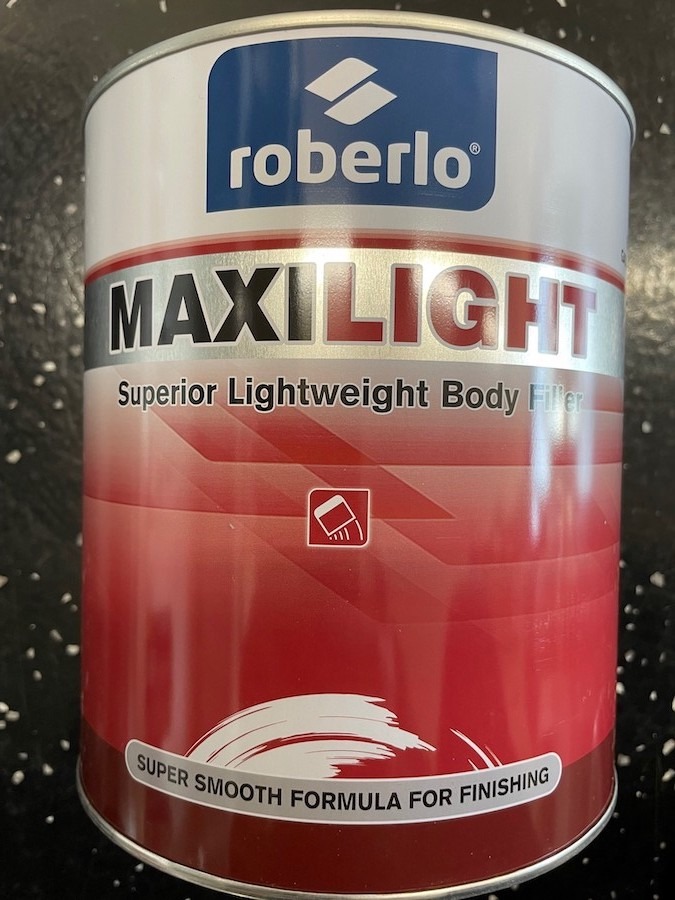 roberlo®
MAXILIGHT
Superior Lightweight Body Filler
SUPER SMOOTH FORMULA FOR FINISHING